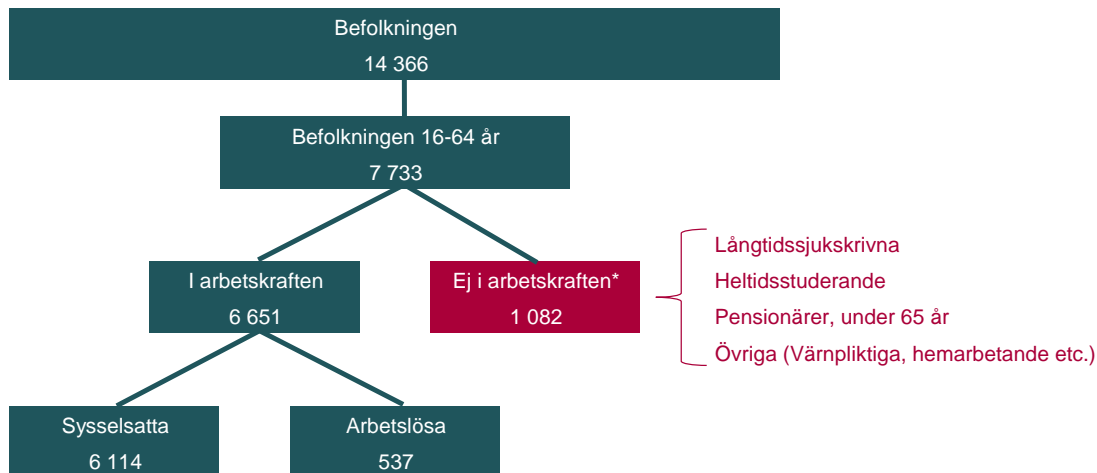 Befolkningen
14 366
Befolkningen 16-64 år
7 733
I arbetskraften
6 651
Ej i arbetskraften*
1 082
Långtidssjukskrivna
Heltidsstuderande
Pensionärer, under 65 år
Övriga (Värnpliktiga, hemarbetande etc.)
Sysselsatta
6 114
Arbetslösa
537